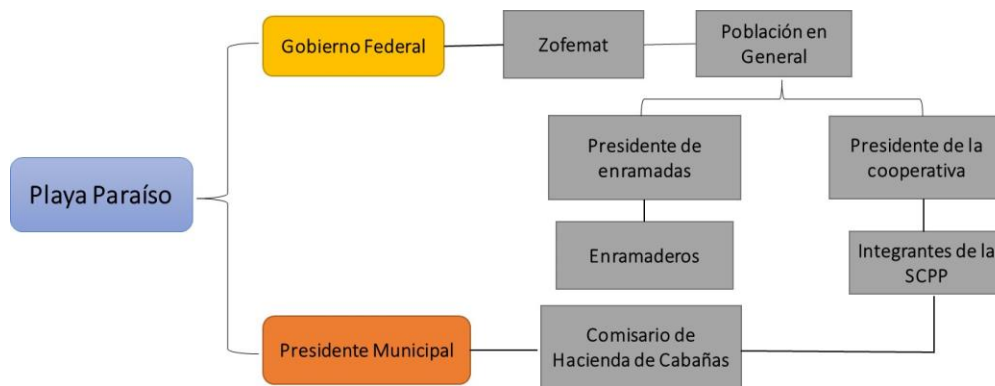 Playa Paraíso
Gobierno Federal
Zofemat
Población en
General
Presidente de
enramadas
Presidente de la
cooperativa
Enramaderos
Integrantes de la
SCPP
Presidente Municipal
Comisario de
Hacienda de Cabañas